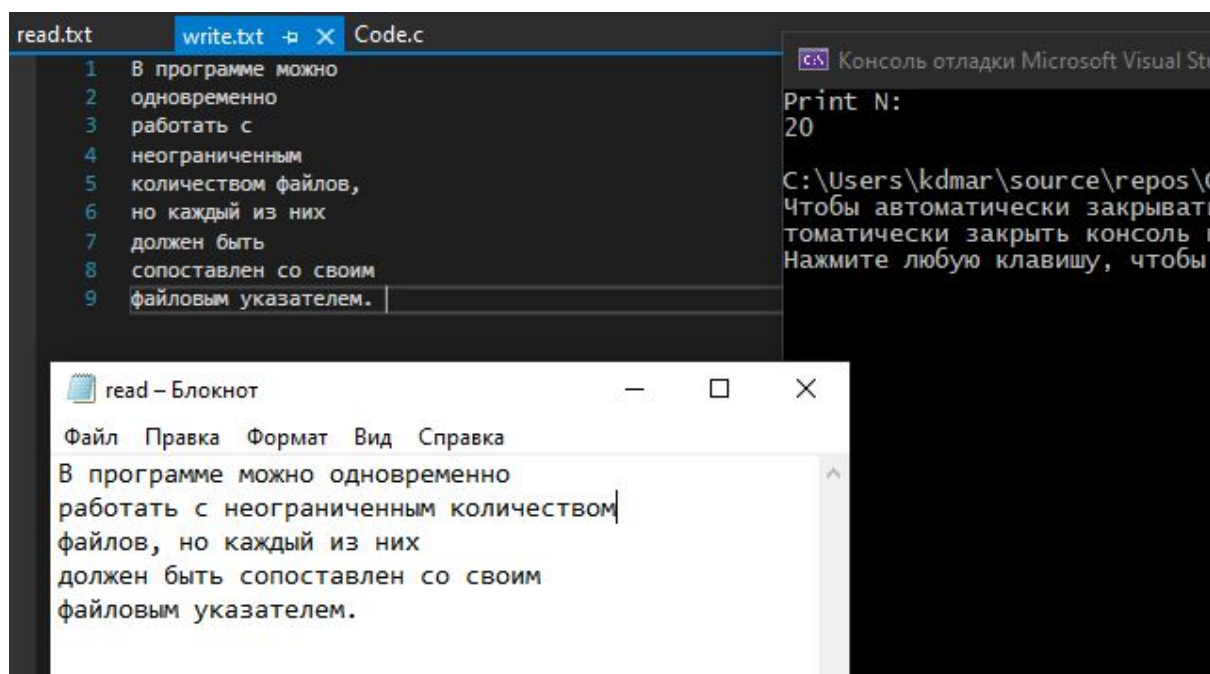 read.txt write.txt Code.c
1 В программе можно
2 одновременно
3 работать с
4 неограниченным
5 количеством файлов,
6 но каждый из них
7 должен быть
8 сопоставлен со своим
9 файловым указателем.
Консоль отладки Microsoft Visual
Print N:
20
C:\Users\kdmar\source\repos\
Чтобы автоматически
томатически закрыть консоль
Нажмите любую клавишу, чтобы
read – Блокнот
Файл Правка Формат Вид Справка
В программе можно одновременно
работать с неограниченным количеством
файлов, но каждый из них
должен быть сопоставлен со своим
файловым указателем.